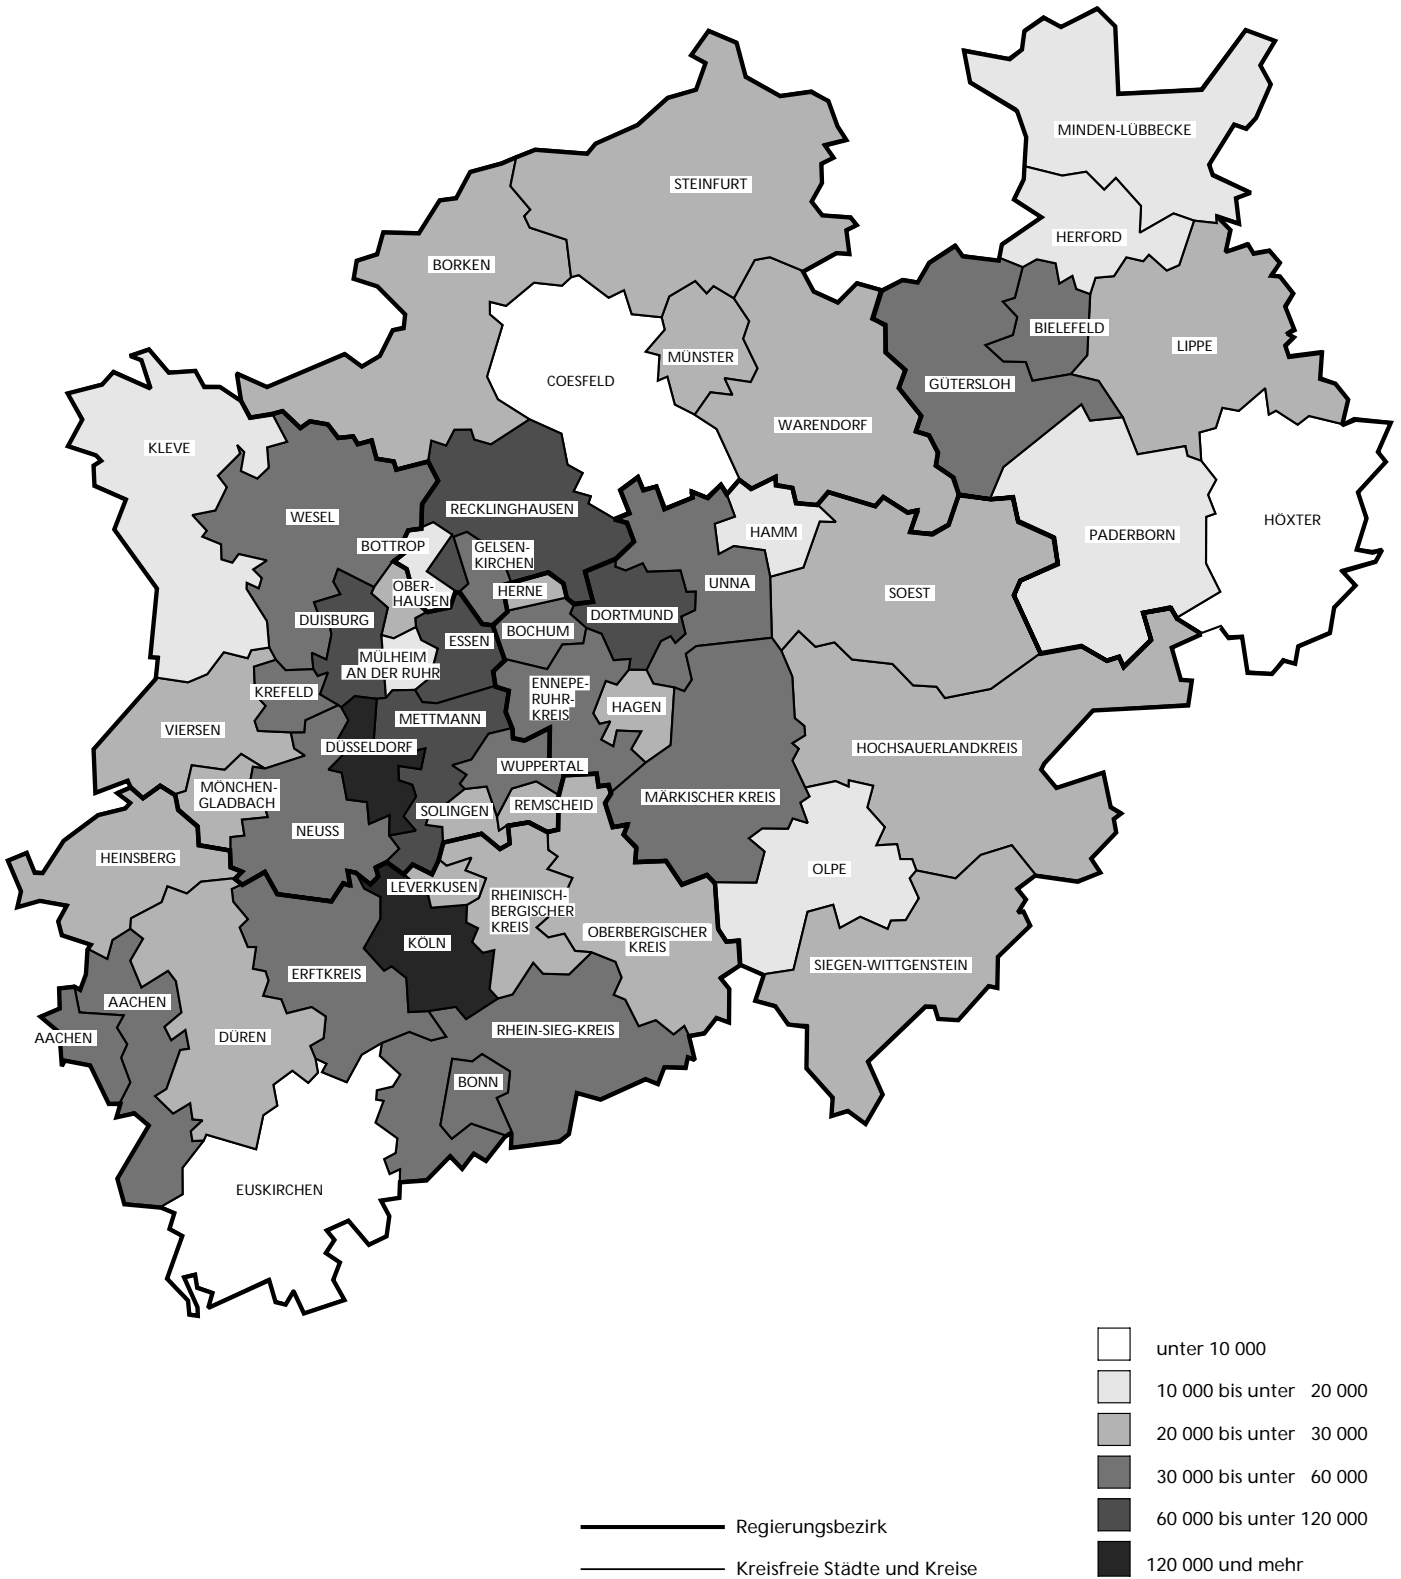 MINDEN-LÜBBECKE
STEINFURT
HERFORD
BORKEN
BIELEFELD
LIPPE
MÜNSTER
COESFELD
GÜTERSLOH
WARENDORF
KLEVE
RECKLINGHAUSEN
WESEL
HÖXTER
HAMM
PADERBORN
BOTTROP
GELSEN-
KIRCHEN
UNNA
OBER-
HAUSEN
HERNE
SOEST
DORTMUND
DUISBURG
BOCHUM
ESSEN
MÜLHEIM
AN DER RUHR
ENNEPE-
RUHR-
KREIS
KREFELD
HAGEN
METTMANN
VIERSEN
DÜSSELDORF
HOCHSAUERLANDKREIS
WUPPERTAL
MÖNCHEN-
GLADBACH
MÄRKISCHER KREIS
REMSCHEID
SOLINGEN
NEUSS
HEINSBERG
OLPE
LEVERKUSEN
RHEINISCH-
BERGISCHER
KREIS
OBERBERGISCHER
KREIS
KÖLN
SIEGEN-WITTGENSTEIN
ERFTKREIS
AACHEN
RHEIN-SIEG-KREIS
AACHEN
DÜREN
BONN
EUSKIRCHEN
unter 10 000
10 000 bis unter 20 000
20 000 bis unter 30 000
30 000 bis unter 60 000
60 000 bis unter 120 000
120 000 und mehr
Regierungsbezirk
Kreisfreie Städte und Kreise